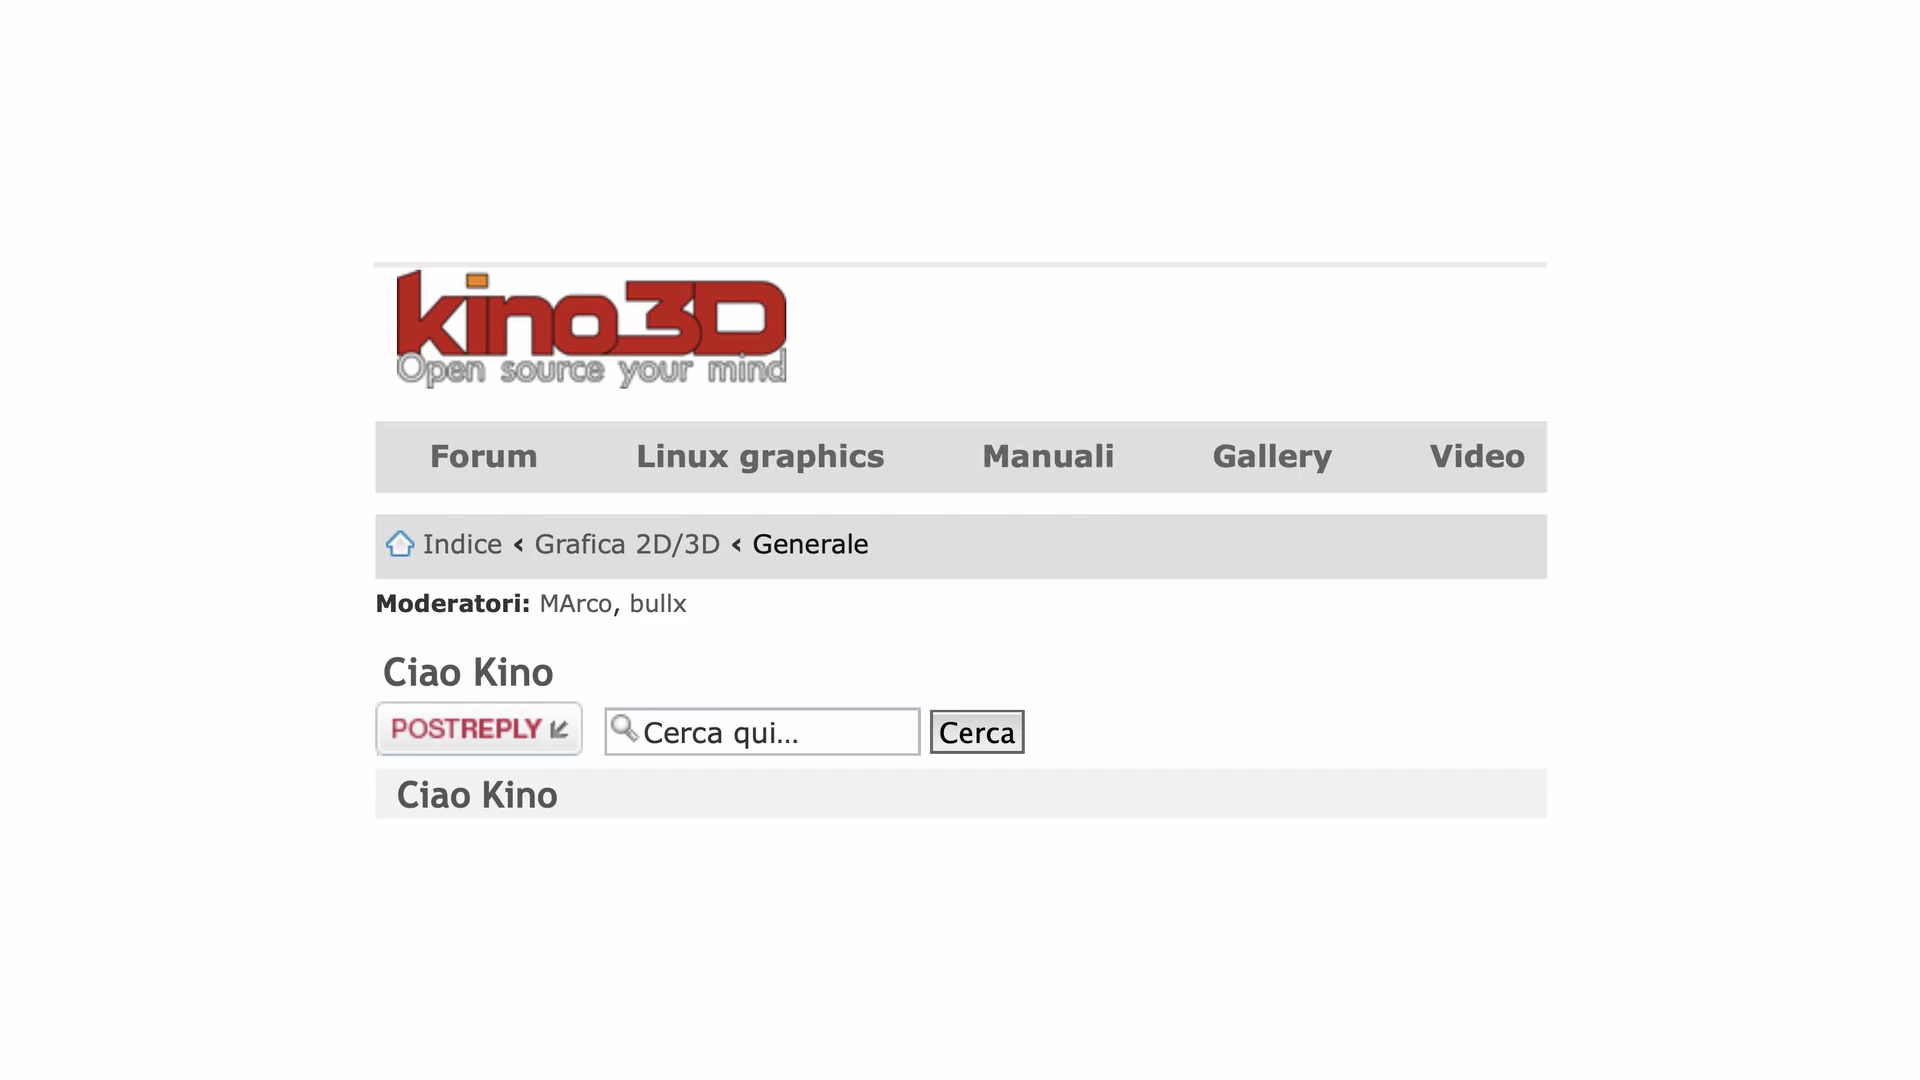 kino3D
Open source your mind
Forum Linux graphics Manuali Gallery Video
Indice ‹ Grafica 2D/3D ‹ Generale
Moderatori: MArco, bullx
Ciao Kino
POSTREPLY Cerca qui... Cerca
Ciao Kino